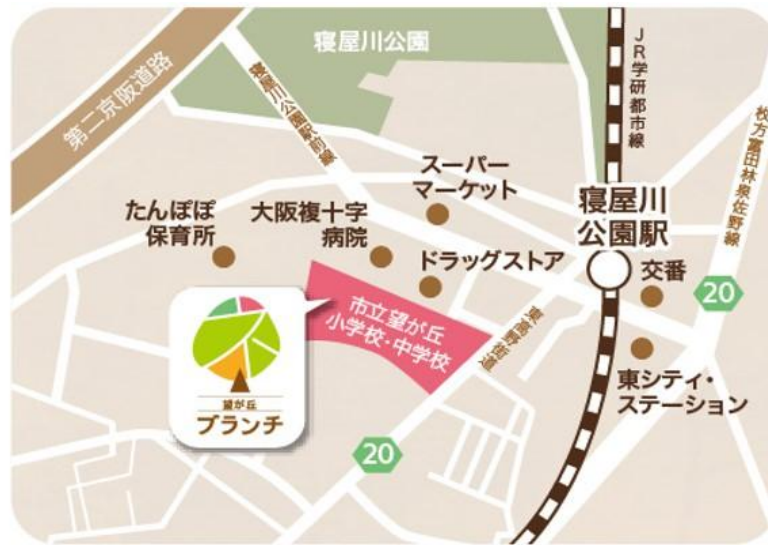 寝屋川公園
JR学研都市線
第二京阪道路
寝屋川公園駅前線
枚方富田林泉佐野線
スーパー
マーケット
たんぽぽ
保育所
大阪複十字
病院
寝屋川
公園駅
ドラッグストア
交番
20
市立望が丘
小学校・中学校
東高野街道
望が丘
ブランチ
東シティ・
ステーション
20